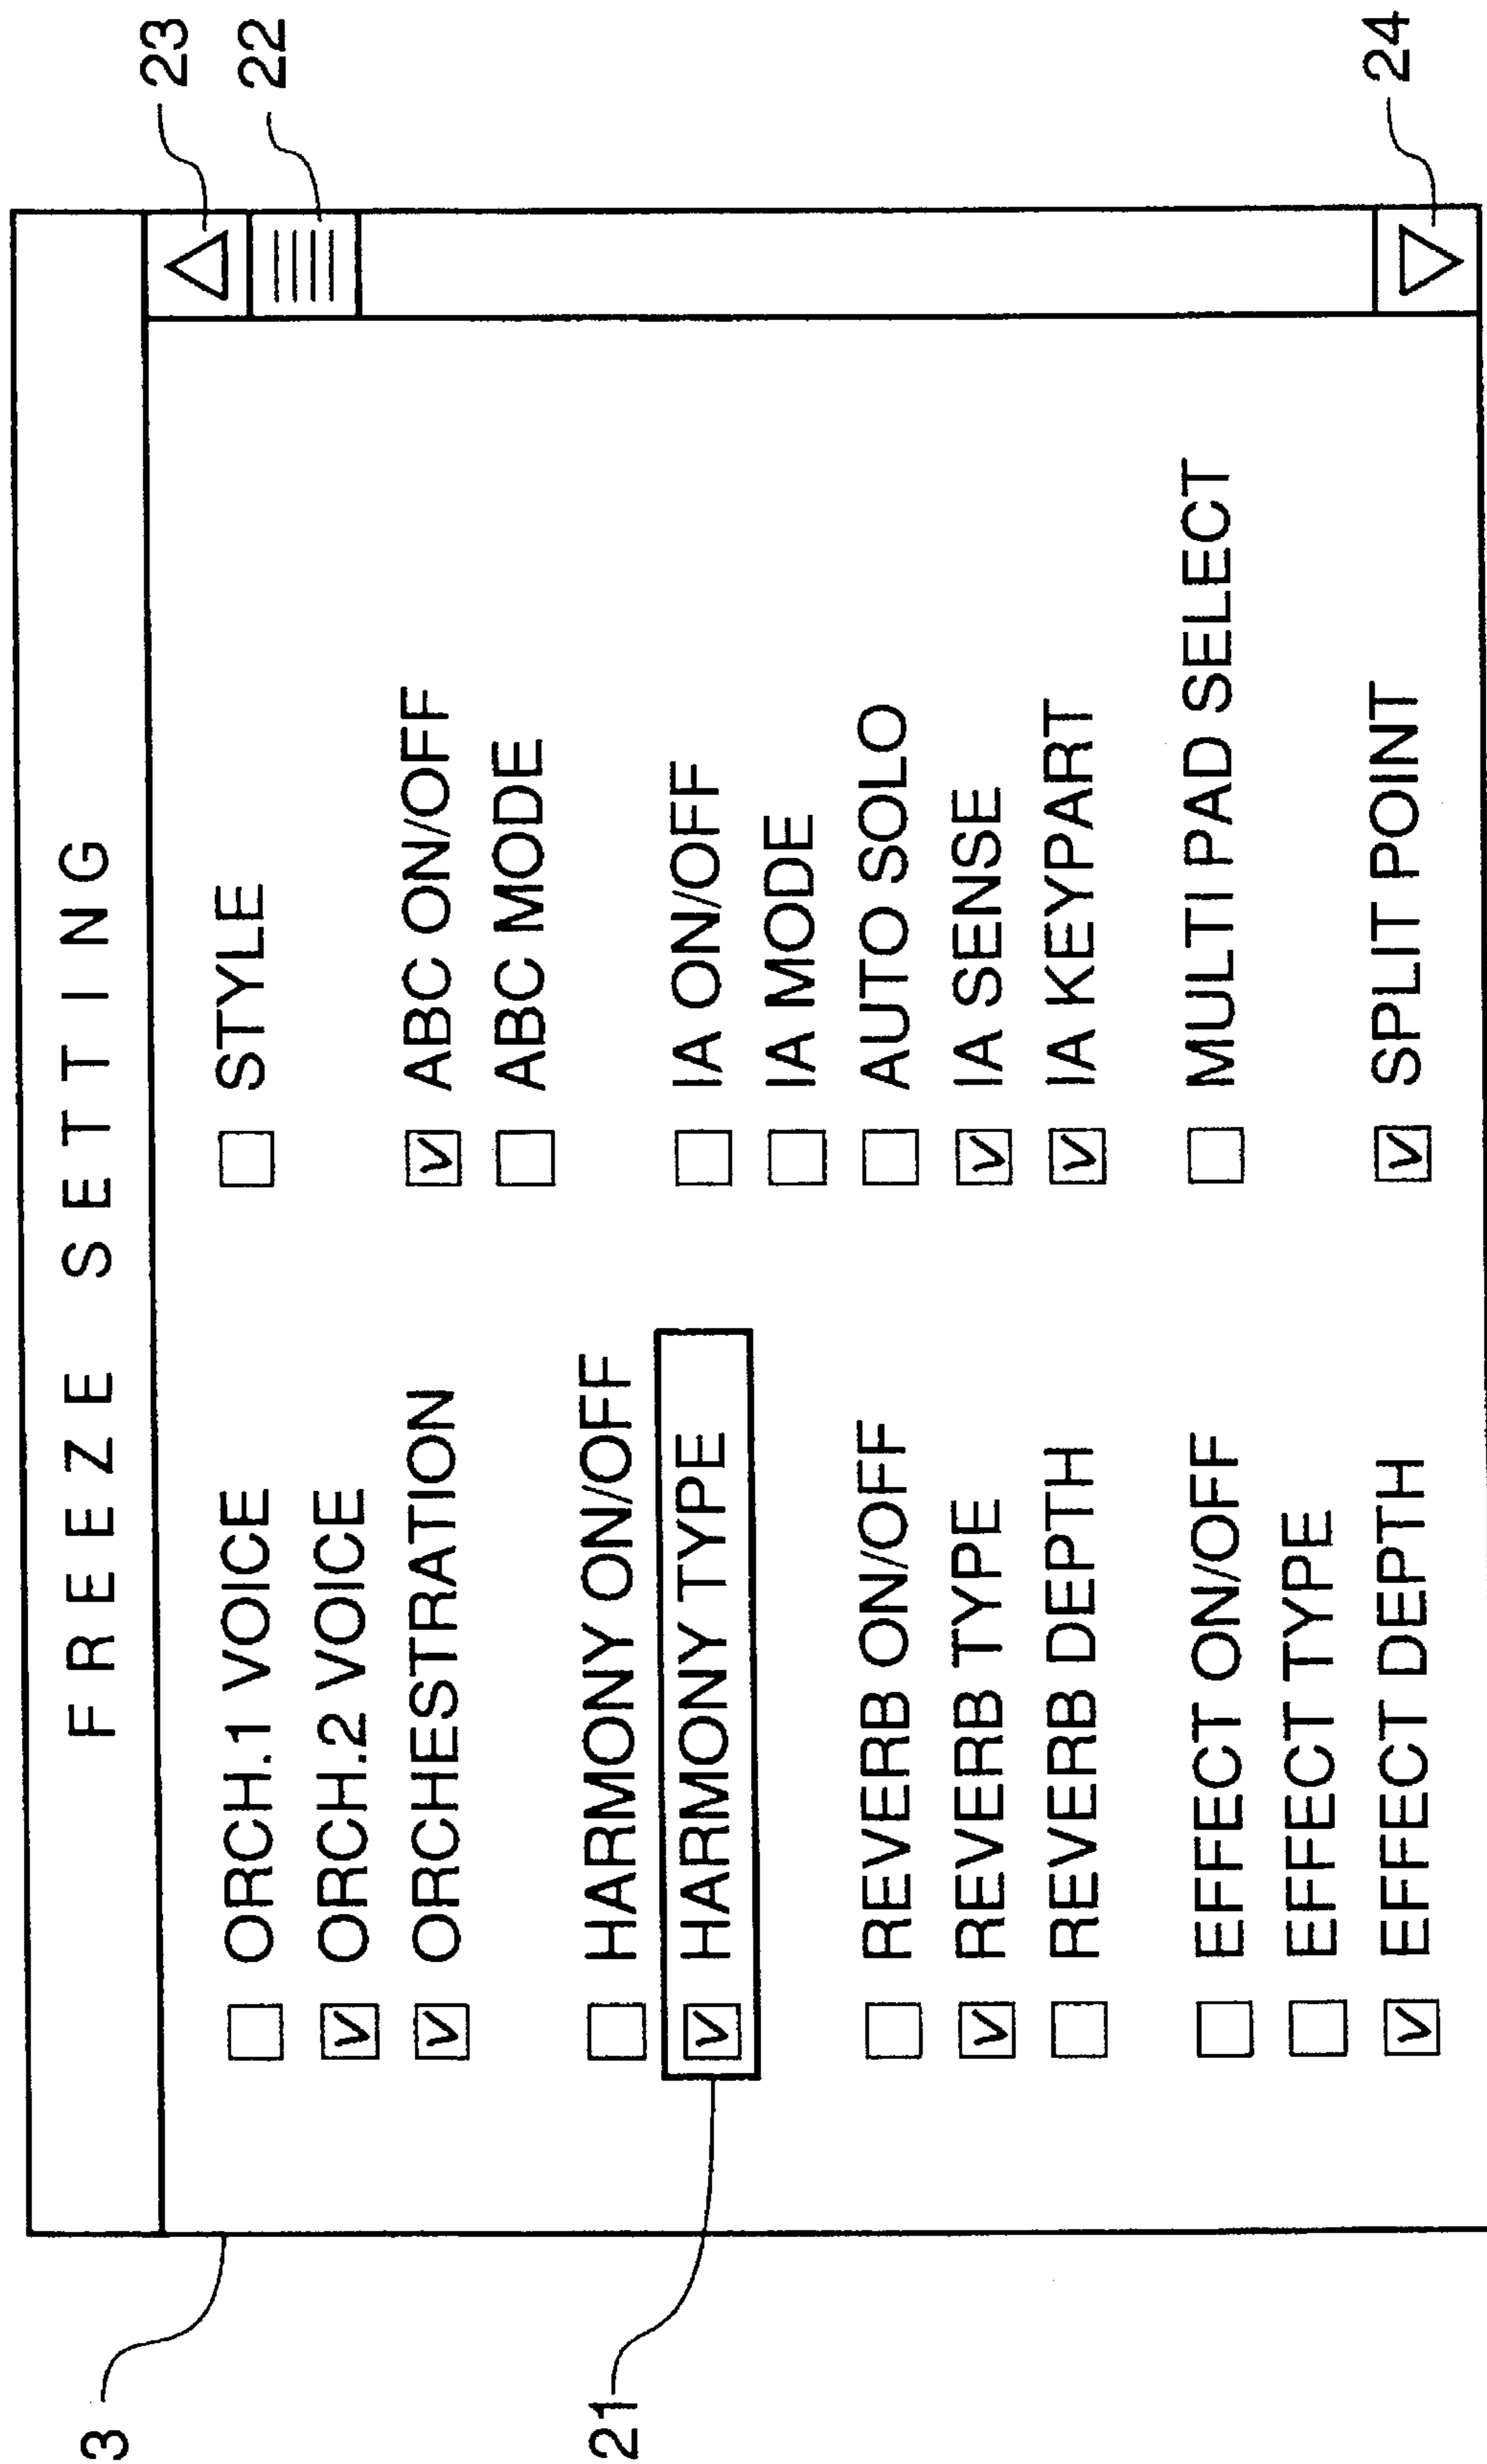 FREEZE SETTING
3
21
22
23
24
ORCH.1 VOICE
ORCH.2 VOICE
ORCHESTRATION
HARMONY ON/OFF
HARMONY TYPE
REVERB ON/OFF
REVERB TYPE
REVERB DEPTH
EFFECT ON/OFF
EFFECT TYPE
EFFECT DEPTH
STYLE
ABC ON/OFF
ABC MODE
IA ON/OFF
IA MODE
AUTO SOLO
IA SENSE
IA KEYPART
MULTI PAD SELECT
SPLIT POINT